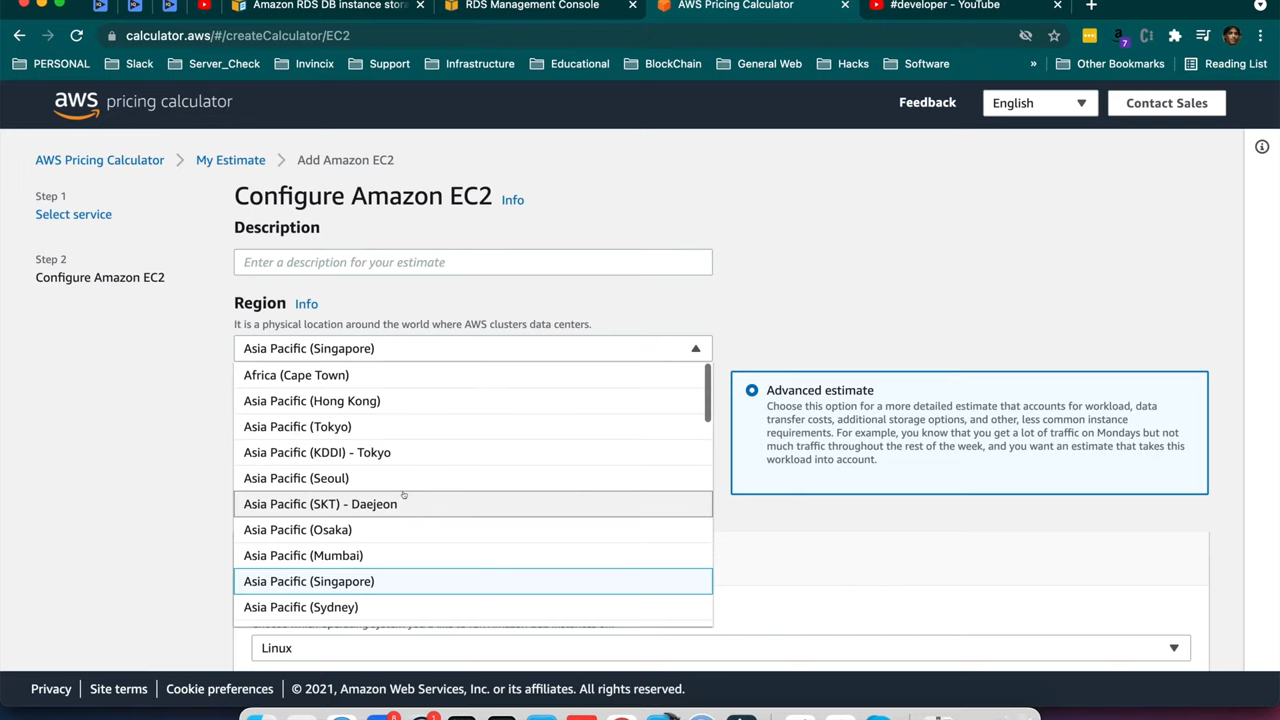 Amazon RDS DB instance stora
RDS Management Console
AWS Pricing Calculator
#developer - YouTube
calculator.aws/#/createCalculator/EC2
7
PERSONAL
Slack
Server_Check
Invincix
Support
Infrastructure
Educational
BlockChain
General Web
Hacks
Software
»
Other Bookmarks
Reading List
aws pricing calculator
Feedback
English
Contact Sales
AWS Pricing Calculator
My Estimate
Add Amazon EC2
Step 1
Select service
Step 2
Configure Amazon EC2
Configure Amazon EC2 Info
Description
Enter a description for your estimate
Region Info
It is a physical location around the world where AWS clusters data centers.
Asia Pacific (Singapore)
Africa (Cape Town)
Asia Pacific (Hong Kong)
Asia Pacific (Tokyo)
Asia Pacific (KDDI) - Tokyo
Asia Pacific (Seoul)
Asia Pacific (SKT) - Daejeon
Asia Pacific (Osaka)
Asia Pacific (Mumbai)
Asia Pacific (Singapore)
Asia Pacific (Sydney)
Advanced estimate
Choose this option for a more detailed estimate that accounts for workload, data
transfer costs, additional storage options, and other, less common instance
requirements. For example, you know that you get a lot of traffic on Mondays but not
much traffic throughout the rest of the week, and you want an estimate that takes this
workload into account.
Linux
Privacy
Site terms
Cookie preferences
© 2021, Amazon Web Services, Inc. or its affiliates. All rights reserved.